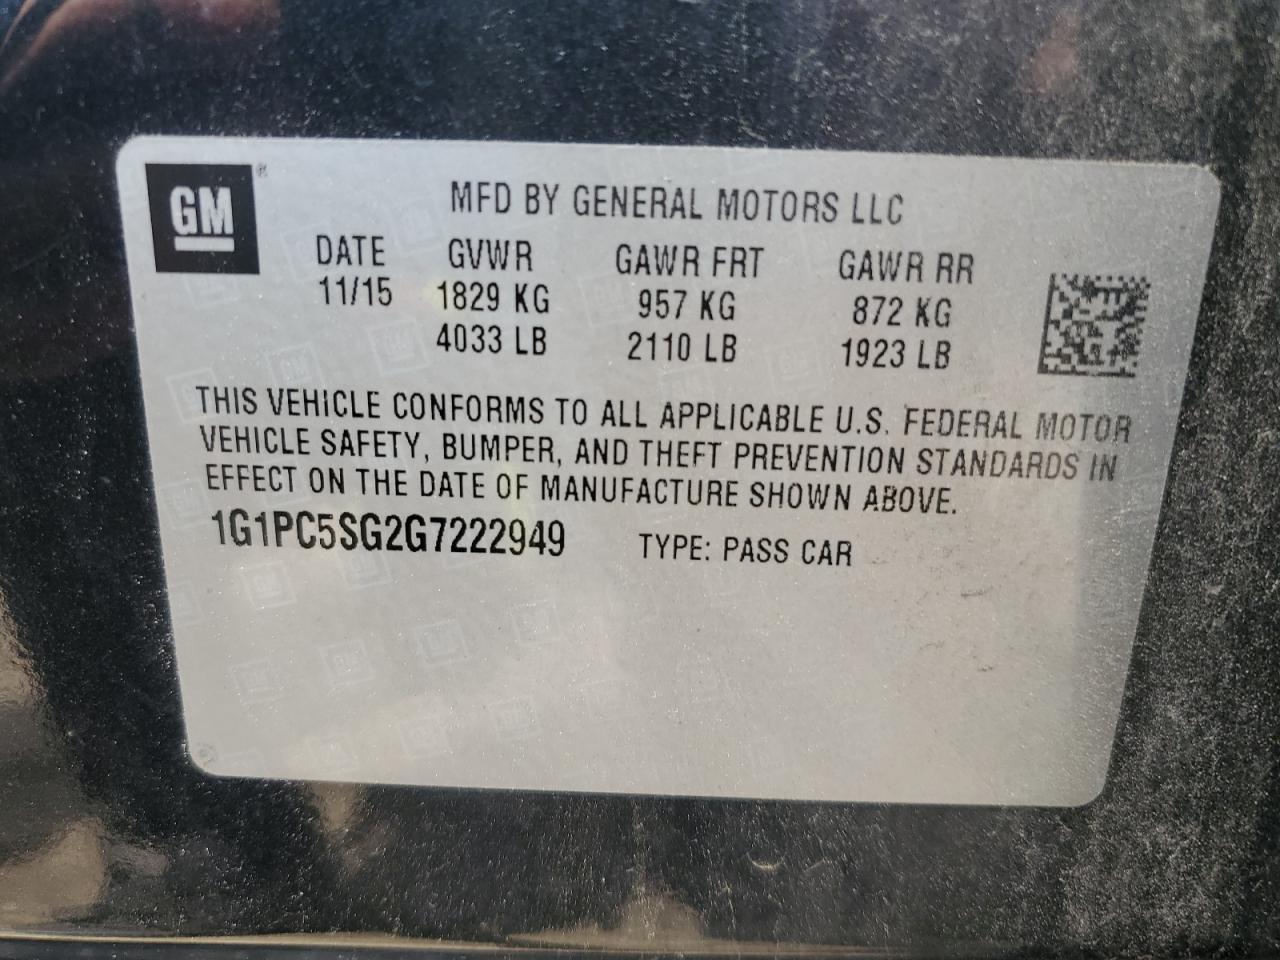 GM ®
MFD BY GENERAL MOTORS LLC
DATE GVWR GAWR FRT GAWR RR
11/15 1829 KG 957 KG 872 KG
4033 LB 2110 LB 1923 LB
THIS VEHICLE CONFORMS TO ALL APPLICABLE U.S. FEDERAL MOTOR
VEHICLE SAFETY, BUMPER, AND THEFT PREVENTION STANDARDS IN
EFFECT ON THE DATE OF MANUFACTURE SHOWN ABOVE.
1G1PC5SG2G7222949 TYPE: PASS CAR